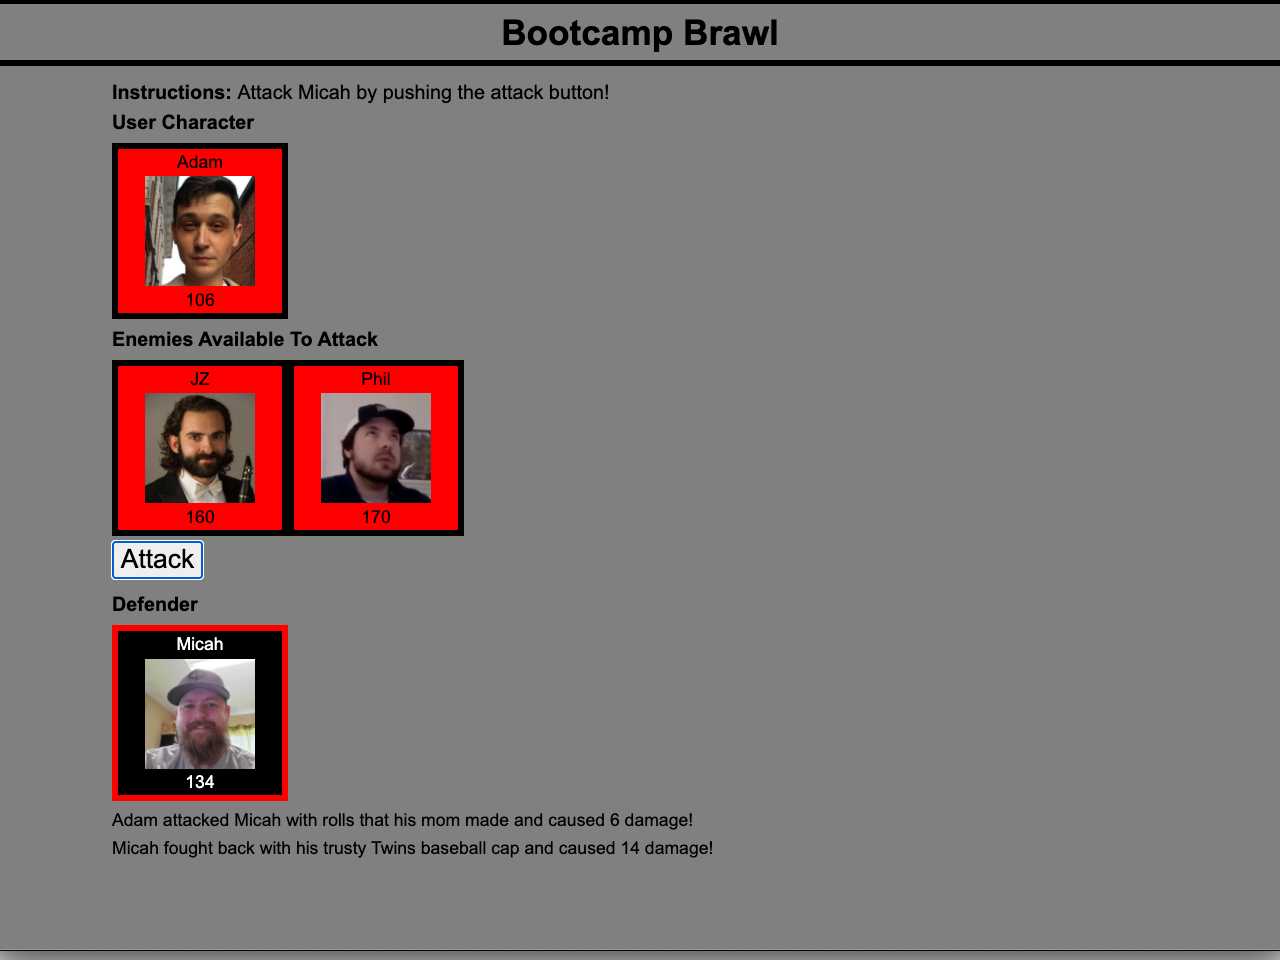 Bootcamp Brawl
Instructions: Attack Micah by pushing the attack button!
User Character
Adam
106
Enemies Available To Attack
JZ Phil
160 170
Attack
Defender
Micah
134
Adam attacked Micah with rolls that his mom made and caused 6 damage!
Micah fought back with his trusty Twins baseball cap and caused 14 damage!